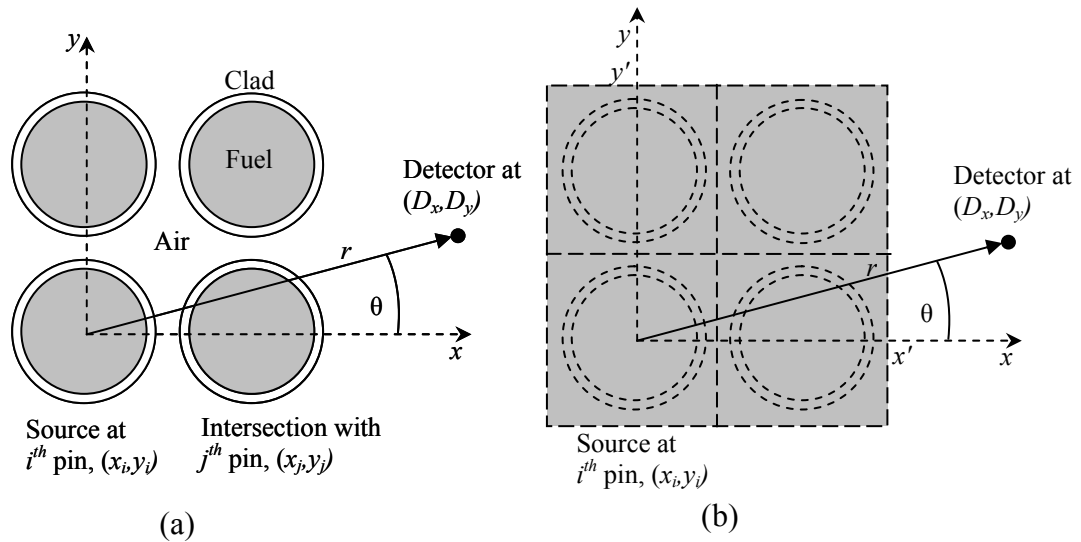 y
Clad
Fuel
Detector at
(Dx,Dy)
Air
r
θ
x
Source at
ith pin, (xi,yi)
Intersection with
jth pin, (xj,yj)
(a)
y
y'
Detector at
(Dx,Dy)
r
θ
x'
x
Source at
ith pin, (xi,yi)
(b)